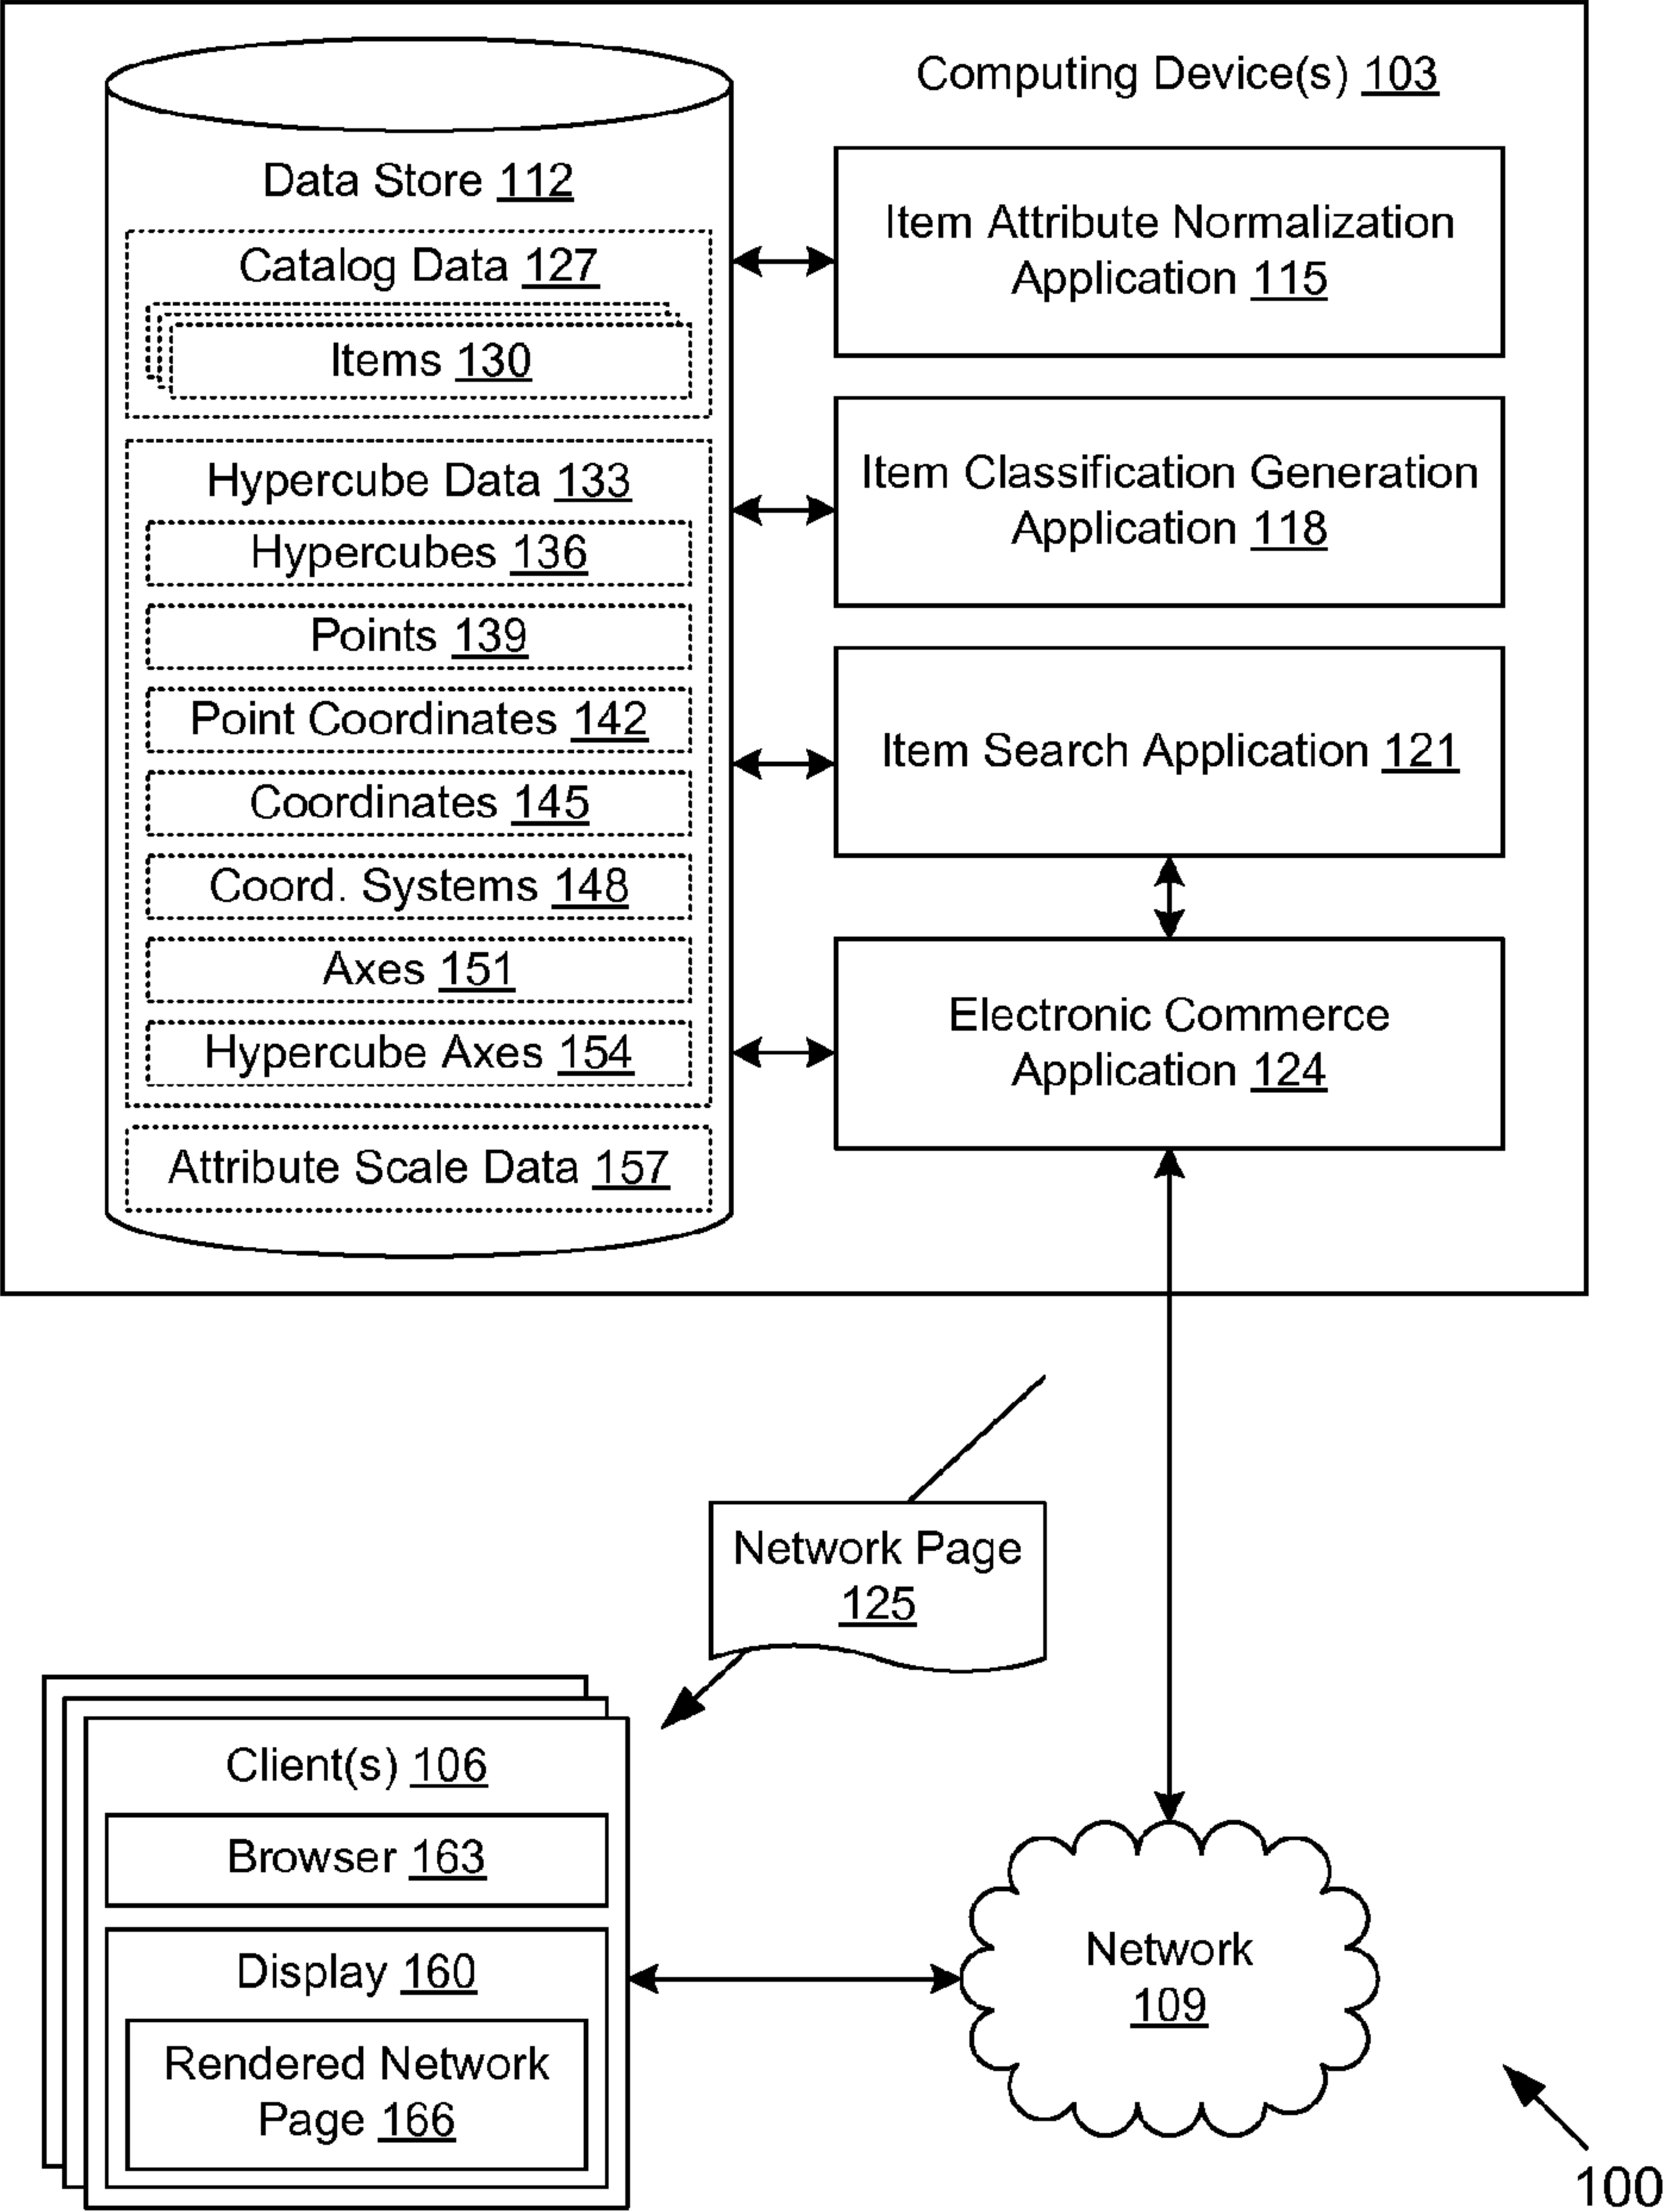 Computing Device(s) 103
Data Store 112
Catalog Data 127
Items 130
Hypercube Data 133
Hypercubes 136
Points 139
Point Coordinates 142
Coordinates 145
Coord. Systems 148
Axes 151
Hypercube Axes 154
Attribute Scale Data 157
Item Attribute Normalization
Application 115
Item Classification Generation
Application 118
Item Search Application 121
Electronic Commerce
Application 124
Network Page
125
Client(s) 106
Browser 163
Display 160
Rendered Network
Page 166
Network
109
100